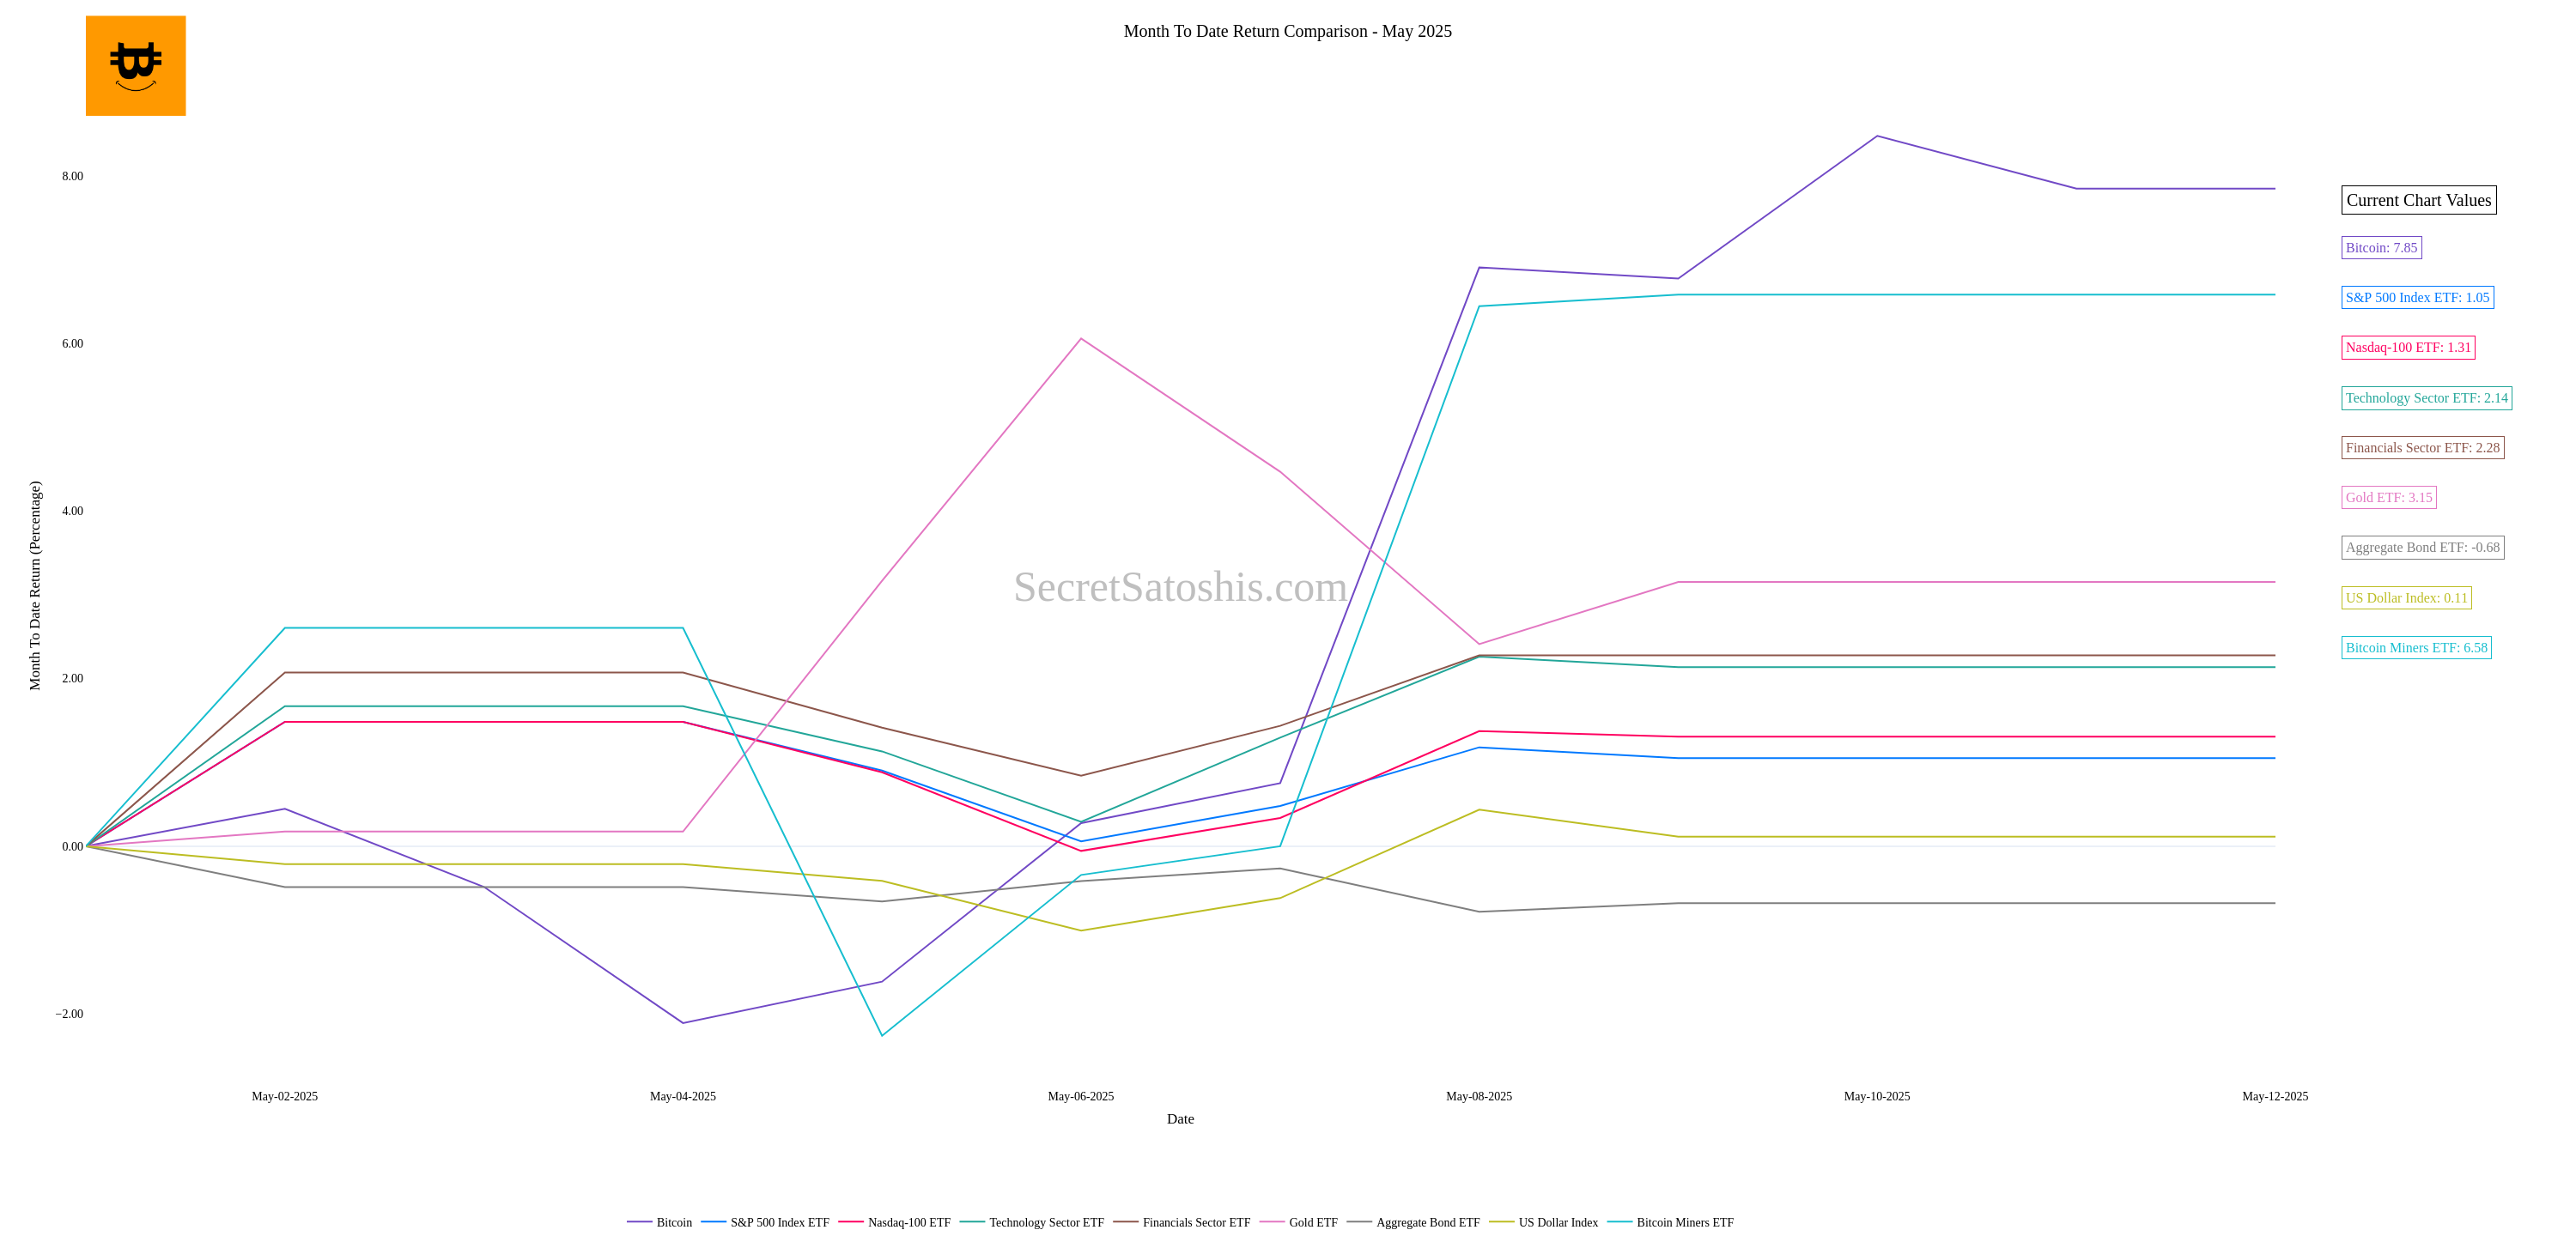 Month To Date Return Comparison - May 2025
8.00
6.00
4.00
2.00
0.00
−2.00
Month To Date Return (Percentage)
SecretSatoshis.com
Current Chart Values
Bitcoin: 7.85
S&P 500 Index ETF: 1.05
Nasdaq-100 ETF: 1.31
Technology Sector ETF: 2.14
Financials Sector ETF: 2.28
Gold ETF: 3.15
Aggregate Bond ETF: -0.68
US Dollar Index: 0.11
Bitcoin Miners ETF: 6.58
May-02-2025 May-04-2025 May-06-2025 May-08-2025 May-10-2025 May-12-2025
Date
Bitcoin S&P 500 Index ETF Nasdaq-100 ETF Technology Sector ETF Financials Sector ETF Gold ETF Aggregate Bond ETF US Dollar Index Bitcoin Miners ETF